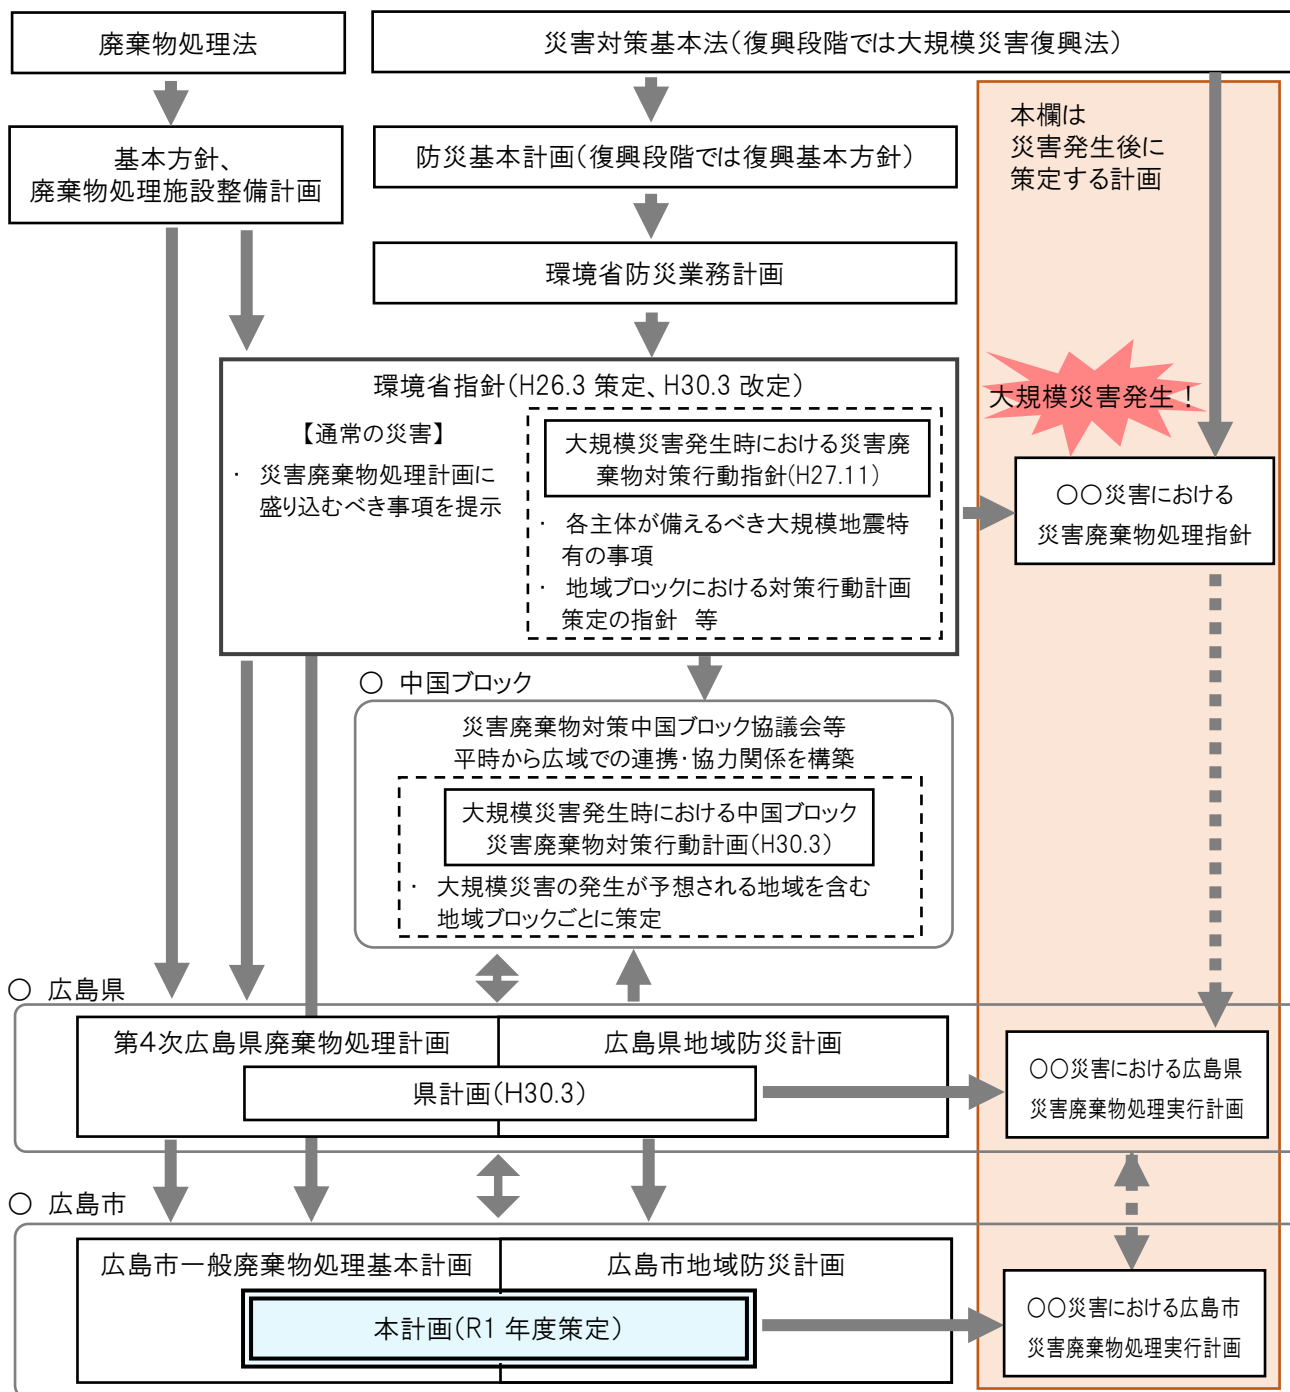 廃棄物処理法
災害対策基本法（復興段階では大規模災害復興法）
本欄は
災害発生後に
策定する計画
基本方針、
廃棄物処理施設整備計画
防災基本計画（復興段階では復興基本方針）
環境省防災業務計画
環境省指針（H26.3 策定、H30.3 改定）
【通常の災害】
・ 災害廃棄物処理計画に
盛り込むべき事項を提示
大規模災害発生時における災害廃
棄物対策行動指針(H27.11)
・ 各主体が備えるべき大規模地震特
有の事項
・ 地域ブロックにおける対策行動計画
策定の指針 等
大規模災害発生！
〇〇災害における
災害廃棄物処理指針
〇 中国ブロック
災害廃棄物対策中国ブロック協議会等
平時から広域での連携・協力関係を構築
大規模災害発生時における中国ブロック
災害廃棄物対策行動計画(H30.3)
・ 大規模災害の発生が予想される地域を含む
地域ブロックごとに策定
〇 広島県
第4次広島県廃棄物処理計画
広島県地域防災計画
県計画(H30.3)
〇〇災害における広島県
災害廃棄物処理実行計画
〇 広島市
広島市一般廃棄物処理基本計画
広島市地域防災計画
本計画(R1 年度策定)
〇〇災害における広島市
災害廃棄物処理実行計画